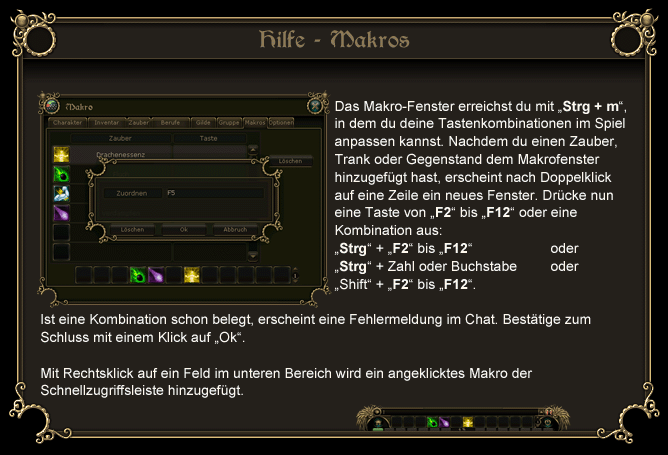 Hilfe - Makros
Makro
Charakter Inventar Zauber Berufe Gilde Gruppe Makros Optionen
Zauber Taste
Drachenessenz
Löschen
Zuordnen F5
Löschen Ok Abbruch
Das Makro-Fenster erreichst du mit „Strg + m“,
in dem du deine Tastenkombinationen im Spiel
anpassen kannst. Nachdem du einen Zauber,
Trank oder Gegenstand dem Makrofenster
hinzugefügt hast, erscheint nach Doppelklick
auf eine Zeile ein neues Fenster. Drücke nun
eine Taste von „F2“ bis „F12“ oder eine
Kombination aus:
„Strg“ + „F2“ bis „F12“ oder
„Strg“ + Zahl oder Buchstabe oder
„Shift“ + „F2“ bis „F12“.
Ist eine Kombination schon belegt, erscheint eine Fehlermeldung im Chat. Bestätige zum
Schluss mit einem Klick auf „Ok“.
Mit Rechtsklick auf ein Feld im unteren Bereich wird ein angeklicktes Makro der
Schnellzugriffsleiste hinzugefügt.